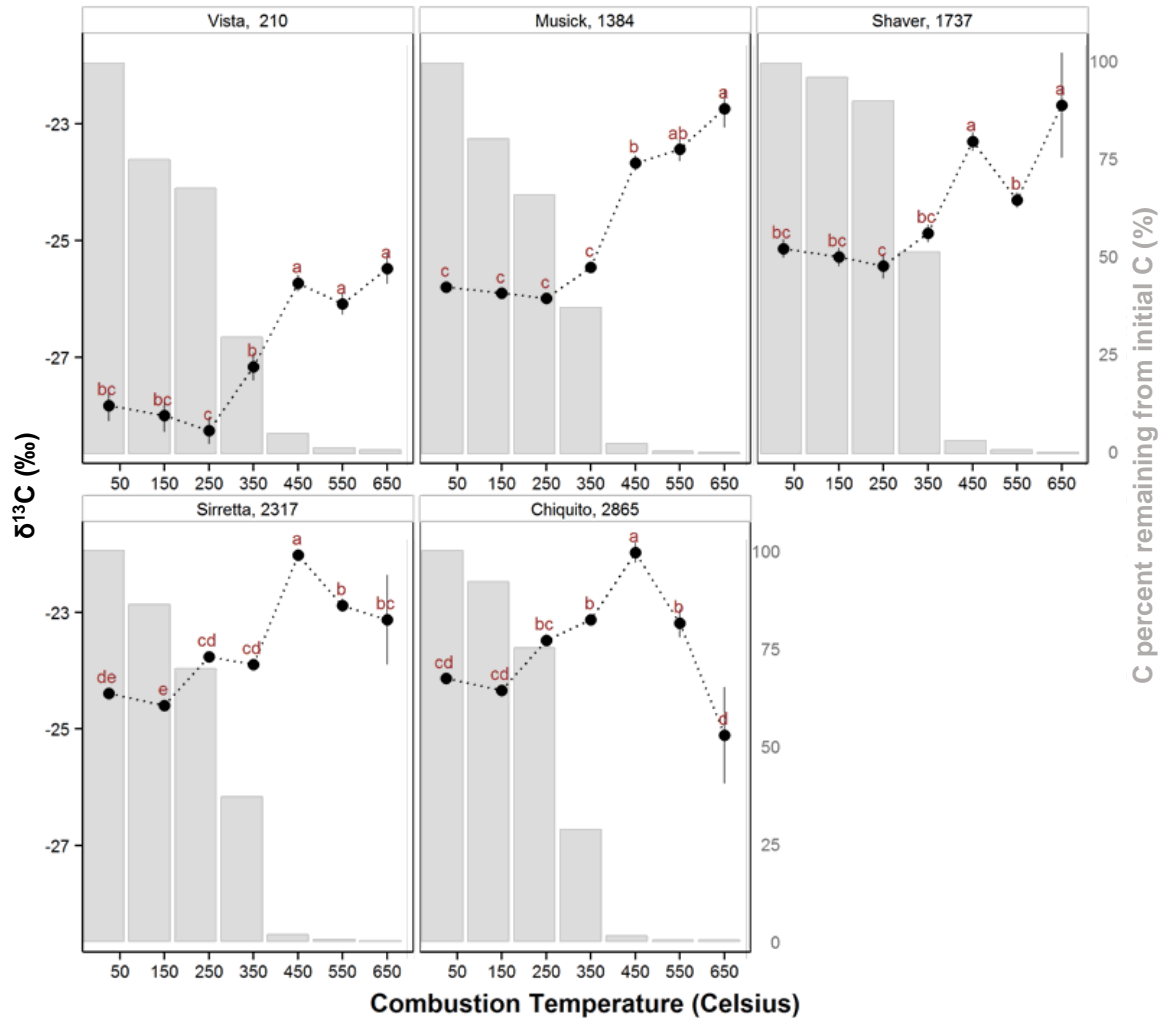 Vista, 210
Musick, 1384
Shaver, 1737
100
-23
a
a
ab
b
a
a
b
75
-25
bc
bc
c
bc
a
a
a
c
c
c
c
50
-27
bc
bc
c
b
25
0
50 150 250 350 450 550 650
50 150 250 350 450 550 650
50 150 250 350 450 550 650
δ¹³C (‰)
C percent remaining from initial C (%)
Sirretta, 2317
Chiquito, 2865
a
a
100
-23
b
bc
cd
cd
de
e
b
b
bc
cd
cd
d
75
-25
50
-27
25
0
50 150 250 350 450 550 650
50 150 250 350 450 550 650
Combustion Temperature (Celsius)